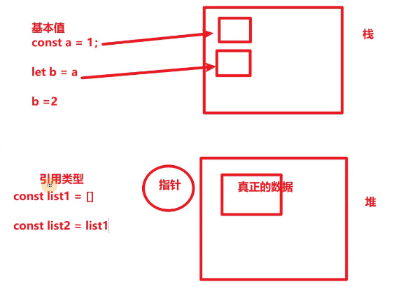 基本值
const a = 1；
栈
let b = a
b =2
引用类型
指针
真正的数据
const list1 = []
堆
const list2 = list1